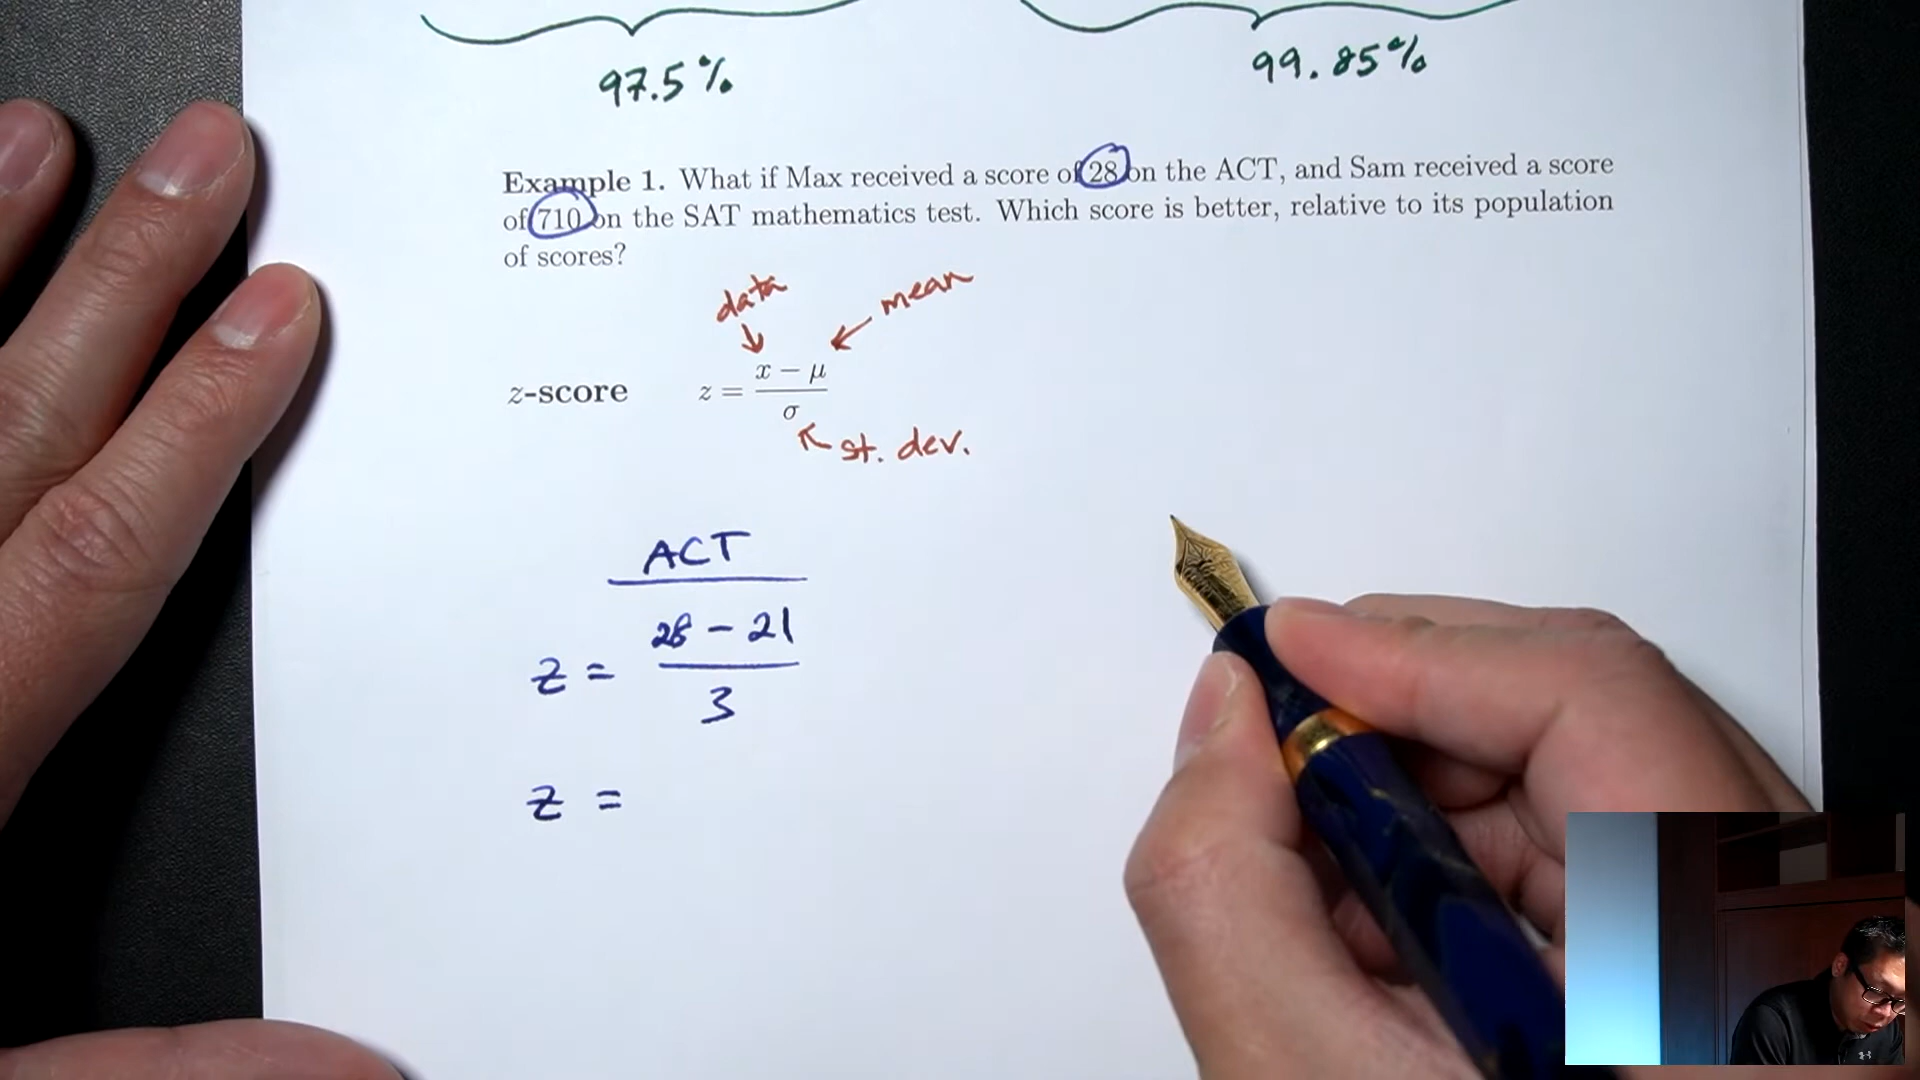 97.5%
99.85%
Example 1. What if Max received a score of 28 on the ACT, and Sam received a score
of 710 on the SAT mathematics test. Which score is better, relative to its population
of scores?
data
mean
z-score z = x − μ / σ
st. dev.
ACT
z = 28 − 21 / 3
z =